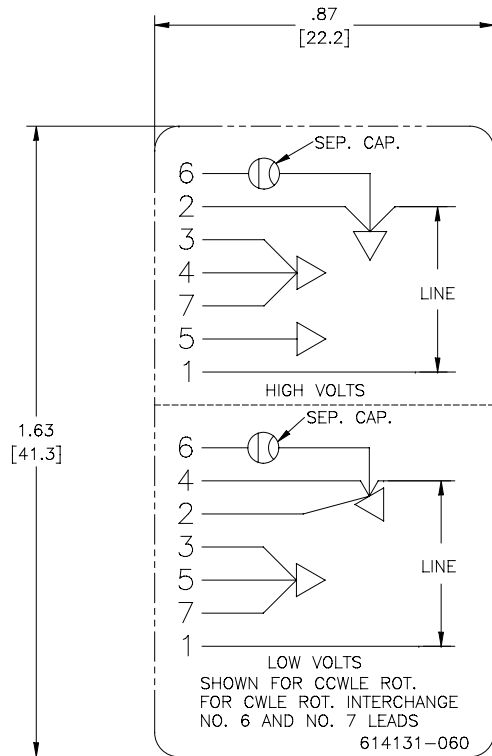 .87
[22.2]
SEP. CAP.
6
2
3
4
7
5
1
LINE
HIGH VOLTS
1.63
[41.3]
SEP. CAP.
6
4
2
3
5
7
1
LINE
LOW VOLTS
SHOWN FOR CCWLE ROT.
FOR CWLE ROT. INTERCHANGE
NO. 6 AND NO. 7 LEADS
614131-060